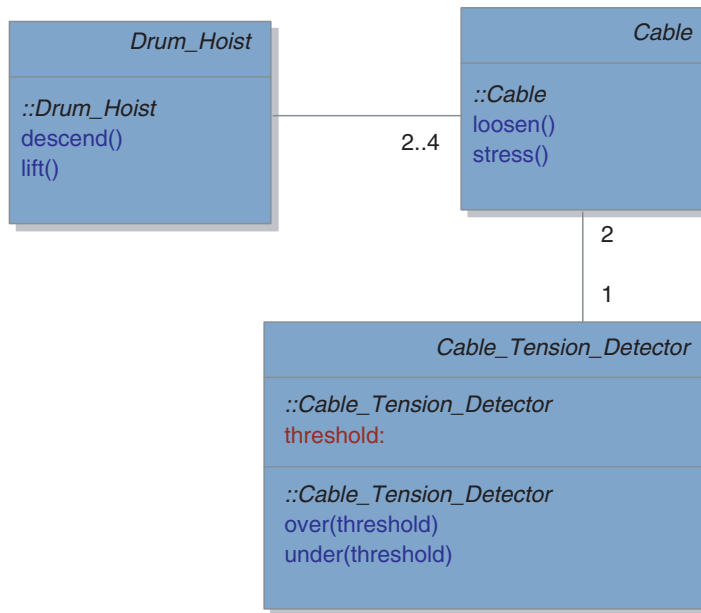 Drum_Hoist
::Drum_Hoist
descend()
lift()
2..4
Cable
::Cable
loosen()
stress()
2
1
Cable_Tension_Detector
::Cable_Tension_Detector
threshold:
::Cable_Tension_Detector
over(threshold)
under(threshold)